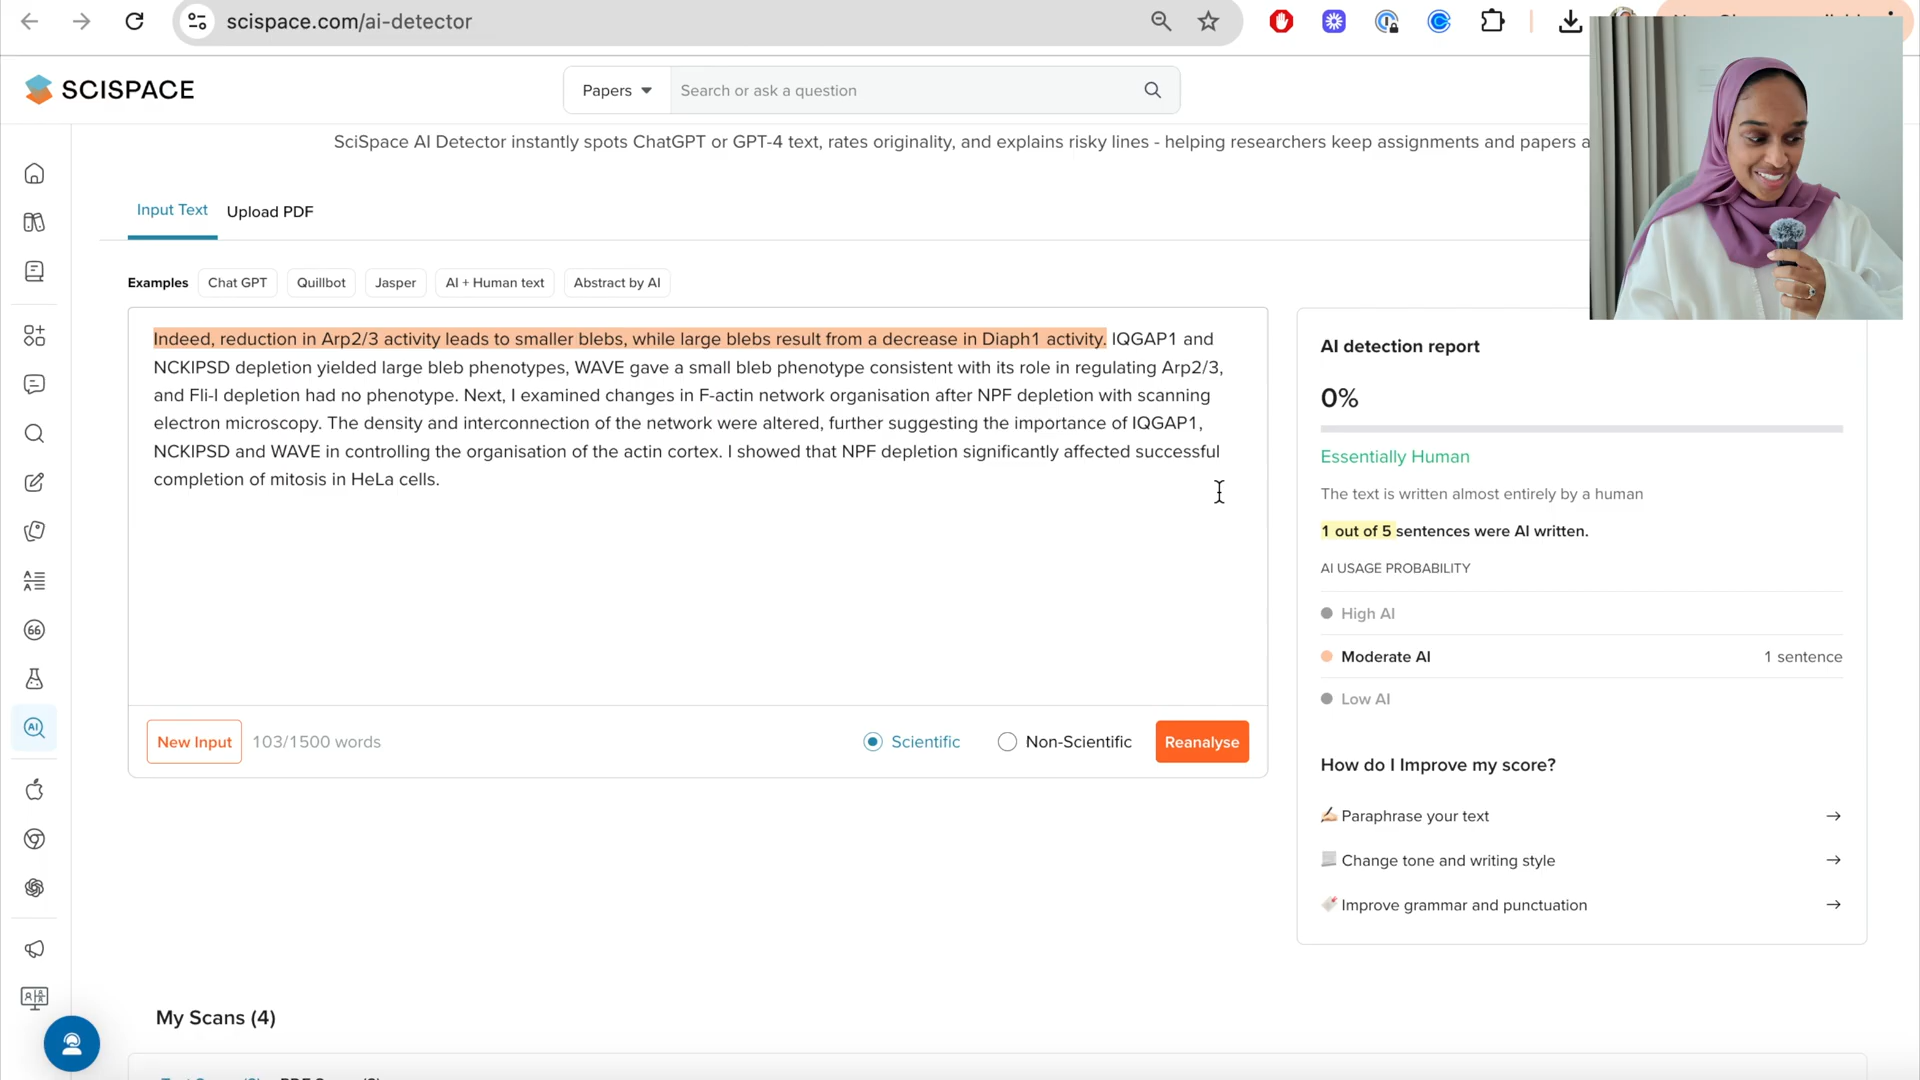 scispace.com/ai-detector
SCISPACE
Papers
Search or ask a question
SciSpace AI Detector instantly spots ChatGPT or GPT-4 text, rates originality, and explains risky lines - helping researchers keep assignments and papers a
Input Text
Upload PDF
Examples
Chat GPT
Quillbot
Jasper
AI + Human text
Abstract by AI
Indeed, reduction in Arp2/3 activity leads to smaller blebs, while large blebs result from a decrease in Diaph1 activity. IQGAP1 and
NCKIPSD depletion yielded large bleb phenotypes, WAVE gave a small bleb phenotype consistent with its role in regulating Arp2/3,
and Fli-I depletion had no phenotype. Next, I examined changes in F-actin network organisation after NPF depletion with scanning
electron microscopy. The density and interconnection of the network were altered, further suggesting the importance of IQGAP1,
NCKIPSD and WAVE in controlling the organisation of the actin cortex. I showed that NPF depletion significantly affected successful
completion of mitosis in HeLa cells.
New Input
103/1500 words
Scientific
Non-Scientific
Reanalyse
AI detection report
0%
Essentially Human
The text is written almost entirely by a human
1 out of 5 sentences were AI written.
AI USAGE PROBABILITY
High AI
Moderate AI
1 sentence
Low AI
How do I Improve my score?
Paraphrase your text
Change tone and writing style
Improve grammar and punctuation
My Scans (4)